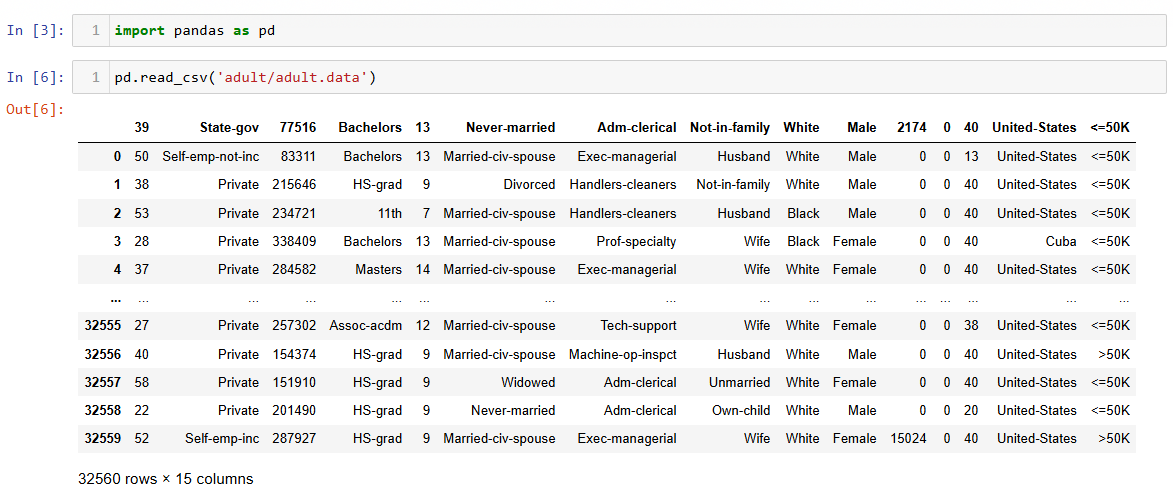 In [3]: 1 import pandas as pd
In [6]: 1 pd.read_csv('adult/adult.data')
Out[6]:
39 State-gov 77516 Bachelors 13 Never-married Adm-clerical Not-in-family White Male 2174 0 40 United-States <=50K
0 50 Self-emp-not-inc 83311 Bachelors 13 Married-civ-spouse Exec-managerial Husband White Male 0 0 13 United-States <=50K
1 38 Private 215646 HS-grad 9 Divorced Handlers-cleaners Not-in-family White Male 0 0 40 United-States <=50K
2 53 Private 234721 11th 7 Married-civ-spouse Handlers-cleaners Husband Black Male 0 0 40 United-States <=50K
3 28 Private 338409 Bachelors 13 Married-civ-spouse Prof-specialty Wife Black Female 0 0 40 Cuba <=50K
4 37 Private 284582 Masters 14 Married-civ-spouse Exec-managerial Wife White Female 0 0 40 United-States <=50K
... ... ... ... ... ... ... ... ... ... ... ... ... ... ... ...
32555 27 Private 257302 Assoc-acdm 12 Married-civ-spouse Tech-support Wife White Female 0 0 38 United-States <=50K
32556 40 Private 154374 HS-grad 9 Married-civ-spouse Machine-op-inspct Husband White Male 0 0 40 United-States >50K
32557 58 Private 151910 HS-grad 9 Widowed Adm-clerical Unmarried White Female 0 0 40 United-States <=50K
32558 22 Private 201490 HS-grad 9 Never-married Adm-clerical Own-child White Male 0 0 20 United-States <=50K
32559 52 Self-emp-inc 287927 HS-grad 9 Married-civ-spouse Exec-managerial Wife White Female 15024 0 40 United-States >50K
32560 rows × 15 columns